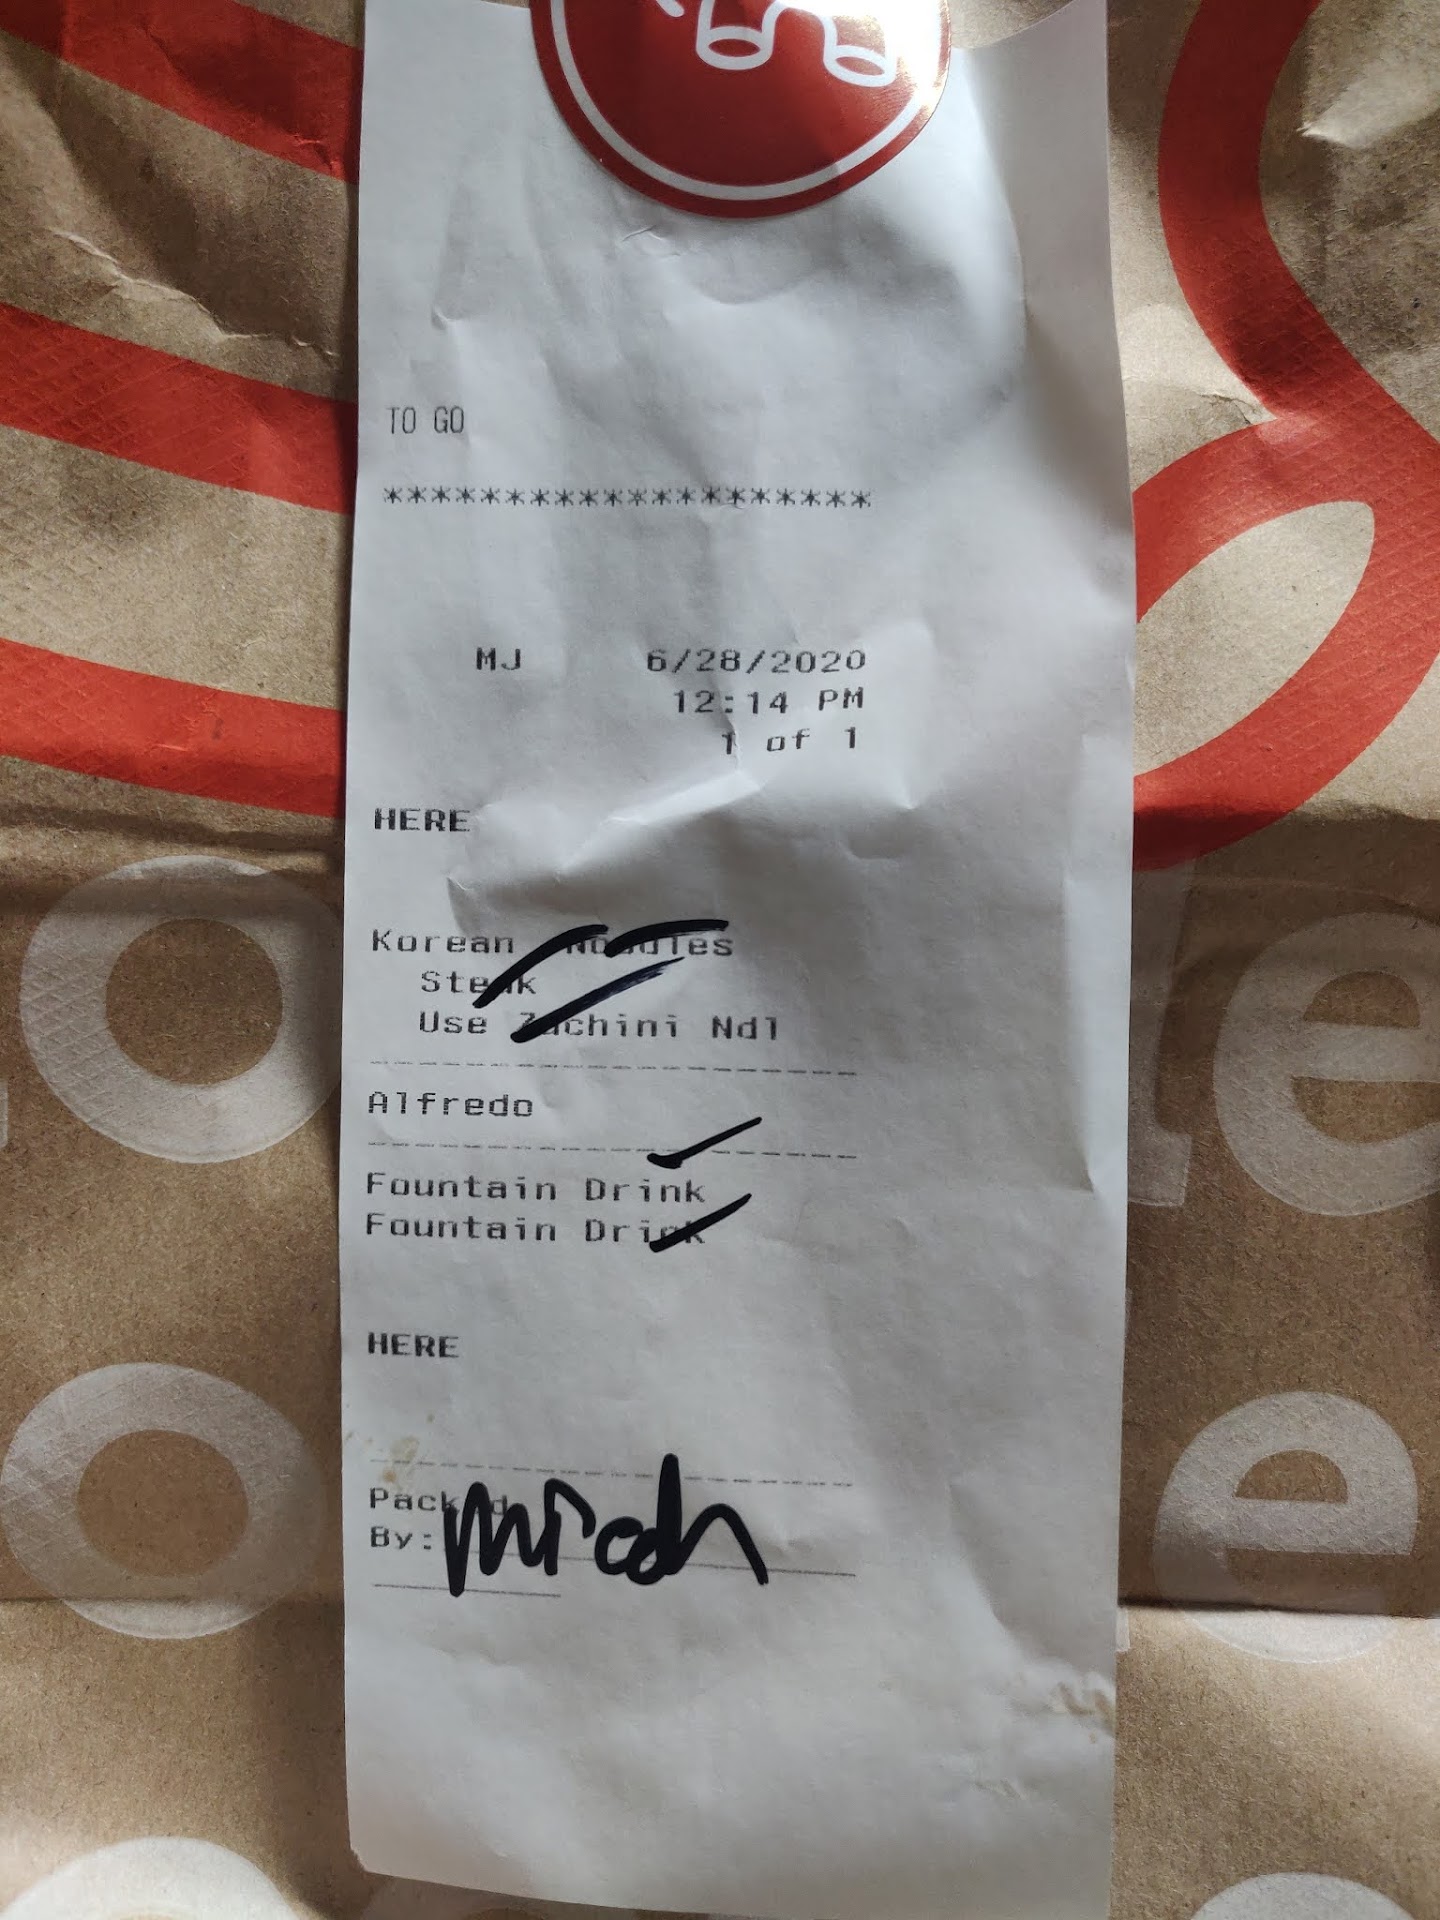 TO GO
********************
MJ 6/28/2020
12:14 PM
1 of 1
HERE
Korean Noodles
Steak
Use Zuchini Ndl
Alfredo
Fountain Drink
Fountain Drink
HERE
Packed
By: Micah